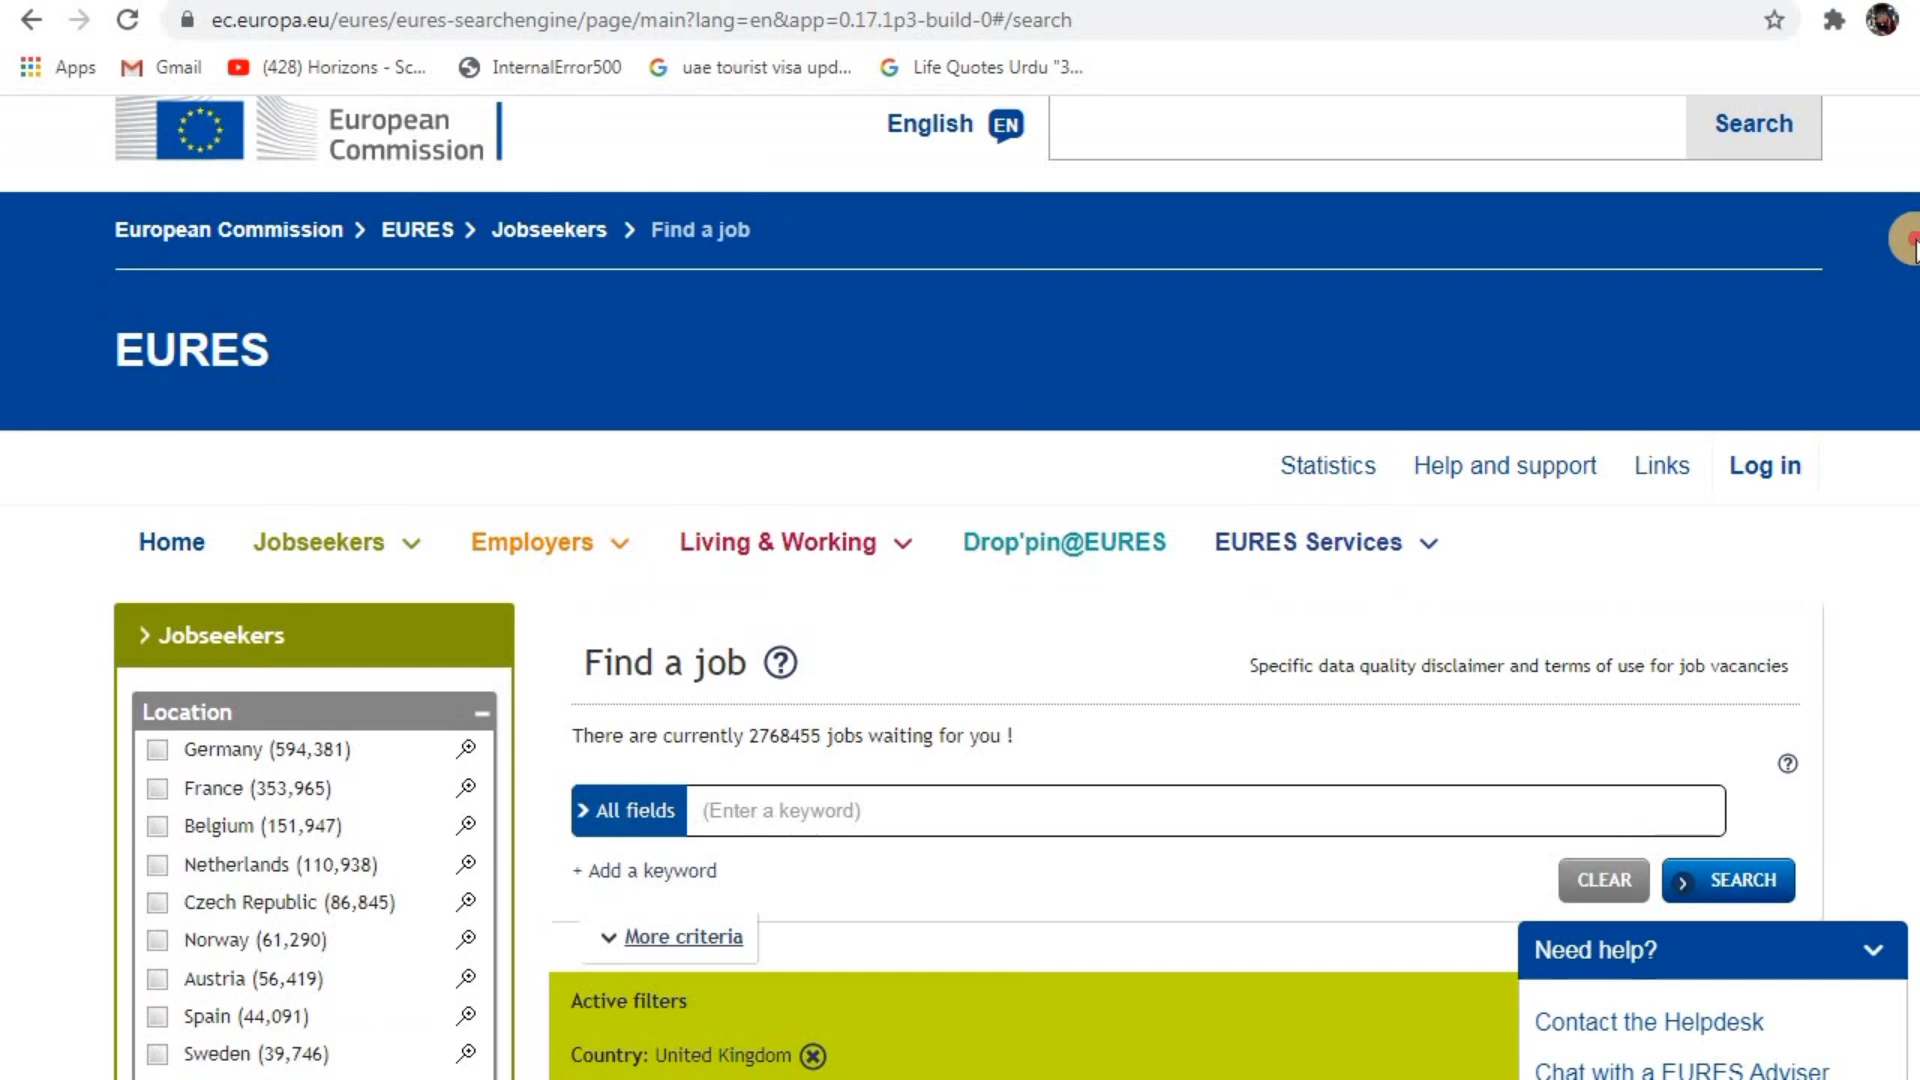 ec.europa.eu/eures/eures-searchengine/page/main?lang=en&app=0.17.1p3-build-0#/search
Apps Gmail (428) Horizons - Sc... InternalError500 uae tourist visa upd... Life Quotes Urdu "3...
European
Commission
English EN
Search
European Commission > EURES > Jobseekers > Find a job
EURES
Statistics Help and support Links Log in
Home Jobseekers Employers Living & Working Drop'pin@EURES EURES Services
> Jobseekers
Location
Germany (594,381)
France (353,965)
Belgium (151,947)
Netherlands (110,938)
Czech Republic (86,845)
Norway (61,290)
Austria (56,419)
Spain (44,091)
Sweden (39,746)
Find a job ?
Specific data quality disclaimer and terms of use for job vacancies
There are currently 2768455 jobs waiting for you !
?
> All fields (Enter a keyword)
+ Add a keyword
CLEAR > SEARCH
More criteria
Active filters
Country: United Kingdom
Need help?
Contact the Helpdesk
Chat with a EURES Adviser